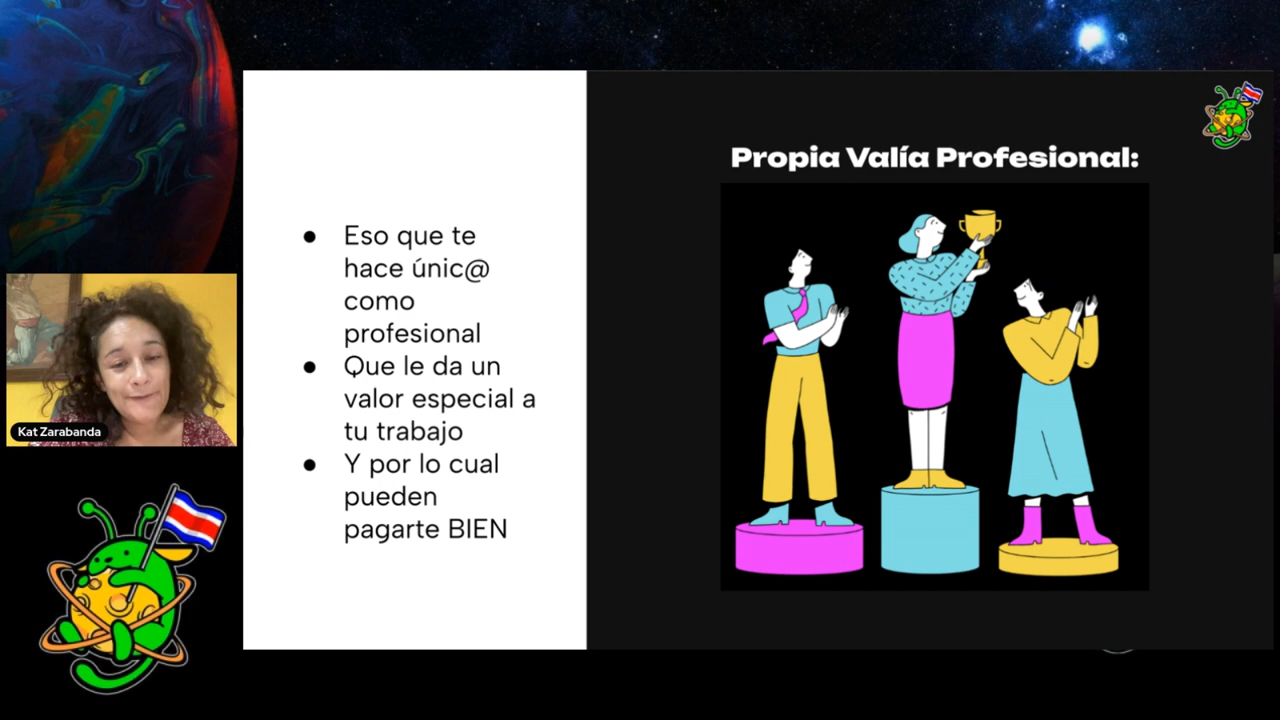 Propia Valía Profesional:
● Eso que te
hace únic@
como
profesional
● Que le da un
valor especial a
tu trabajo
● Y por lo cual
pueden
pagarte BIEN
Kat Zarabanda